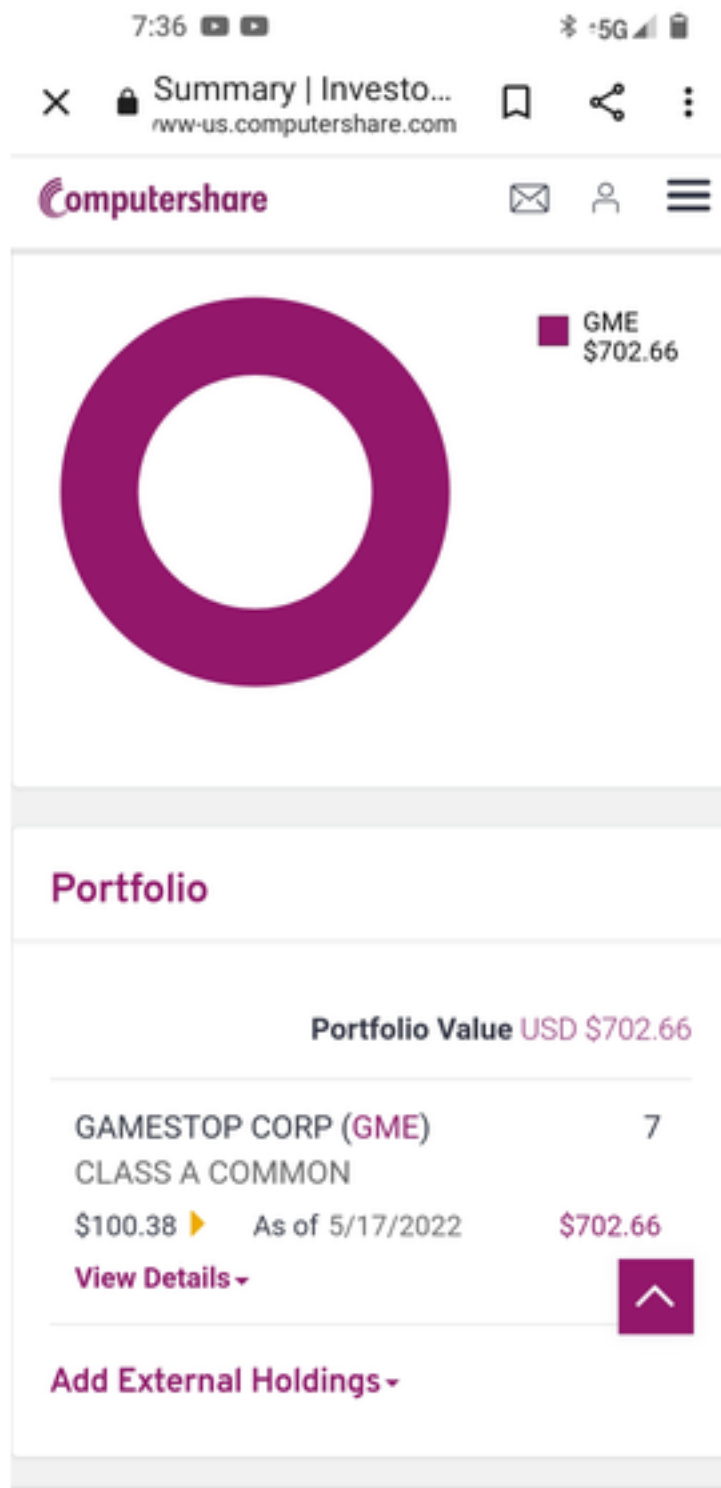 7:36
5G
Summary | Investo...
ww-us.computershare.com
Computershare
GME
$702.66
Portfolio
Portfolio Value USD $702.66
GAMESTOP CORP (GME) 7
CLASS A COMMON
$100.38 As of 5/17/2022 $702.66
View Details
Add External Holdings